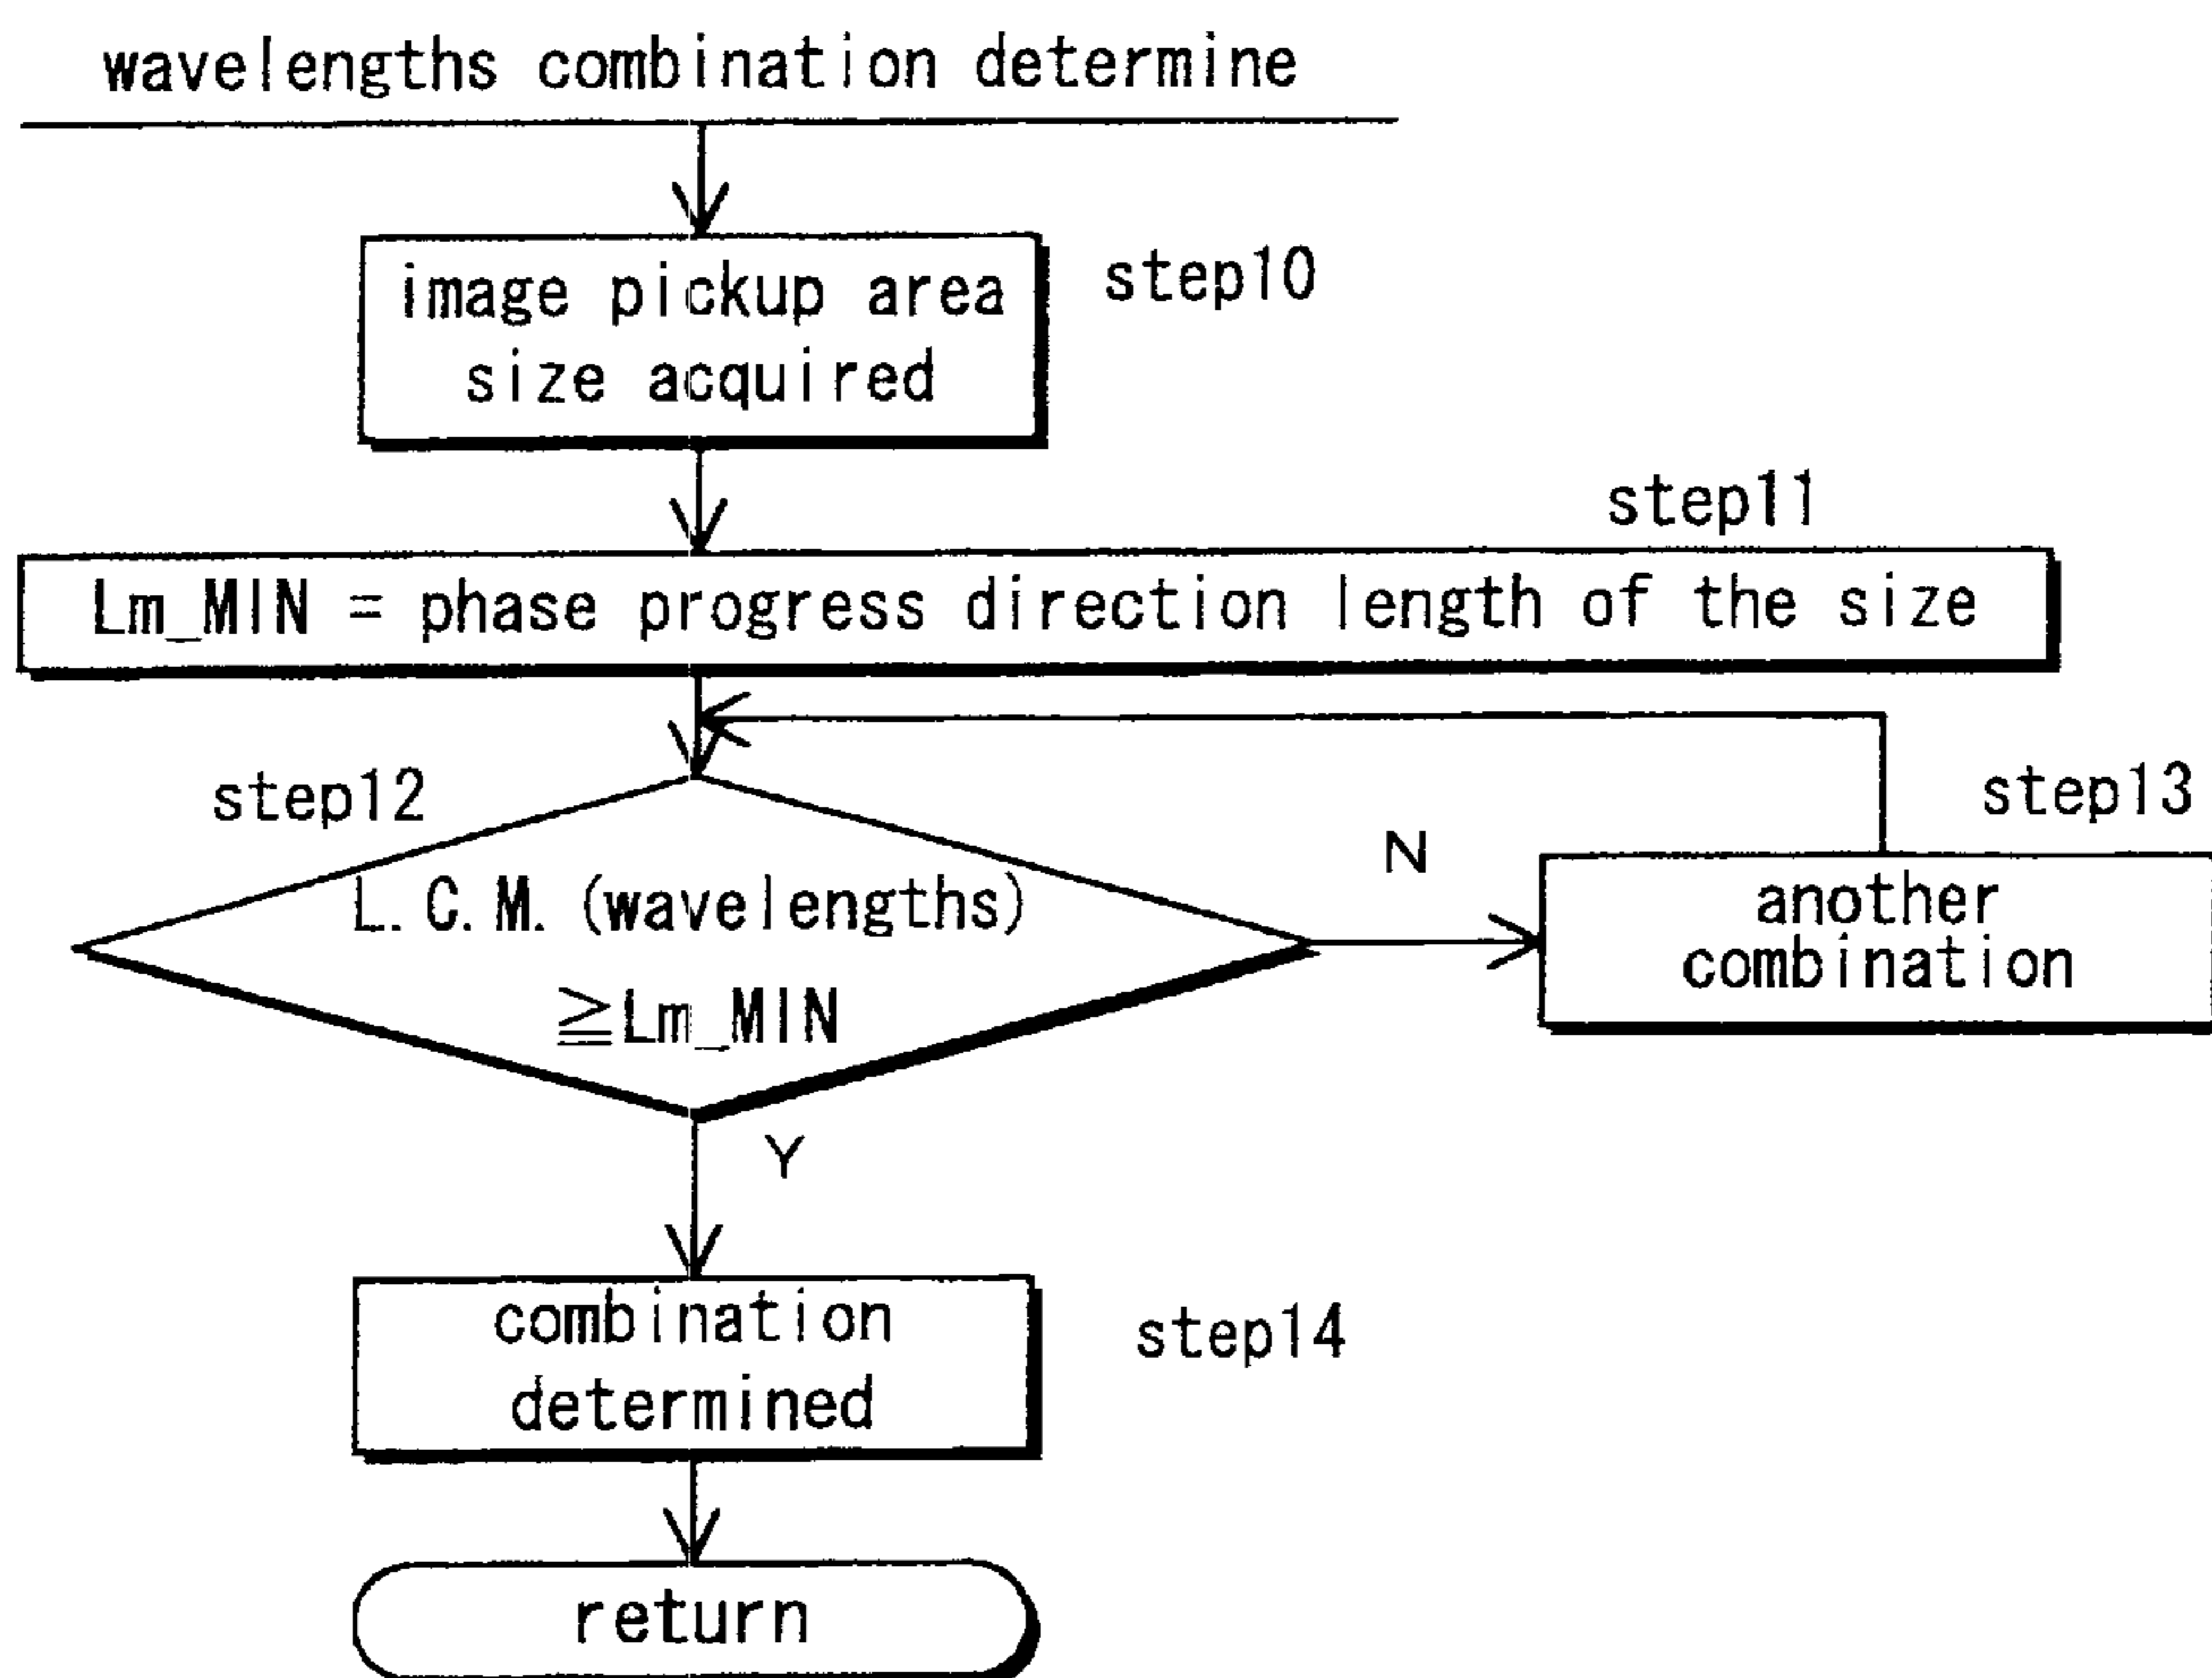 wavelengths combination determine
image pickup area
size acquired
step10
step11
Lm_MIN = phase progress direction length of the size
step12
L.C.M.(wavelengths)
≧Lm_MIN
N
step13
another
combination
Y
combination
determined
step14
return